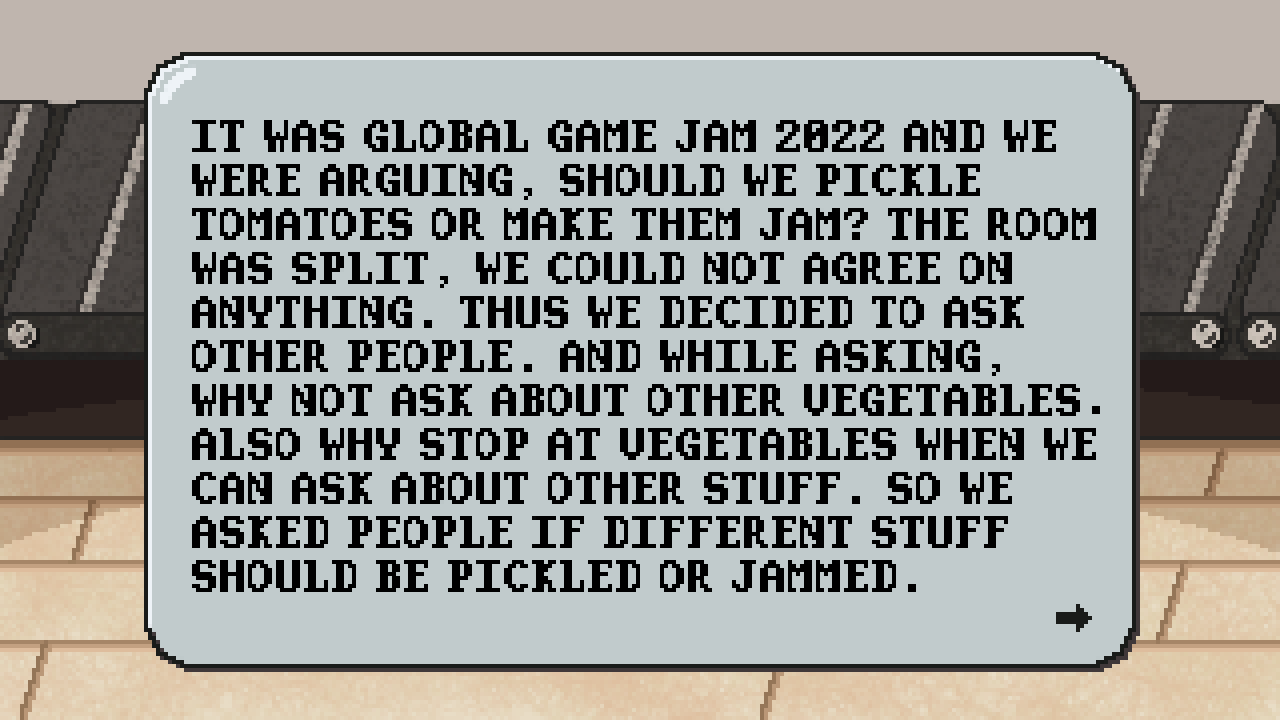 IT WAS GLOBAL GAME JAM 2022 AND WE
WERE ARGUING, SHOULD WE PICKLE
TOMATOES OR MAKE THEM JAM? THE ROOM
WAS SPLIT, WE COULD NOT AGREE ON
ANYTHING. THUS WE DECIDED TO ASK
OTHER PEOPLE. AND WHILE ASKING,
WHY NOT ASK ABOUT OTHER VEGETABLES.
ALSO WHY STOP AT VEGETABLES WHEN WE
CAN ASK ABOUT OTHER STUFF. SO WE
ASKED PEOPLE IF DIFFERENT STUFF
SHOULD BE PICKLED OR JAMMED.